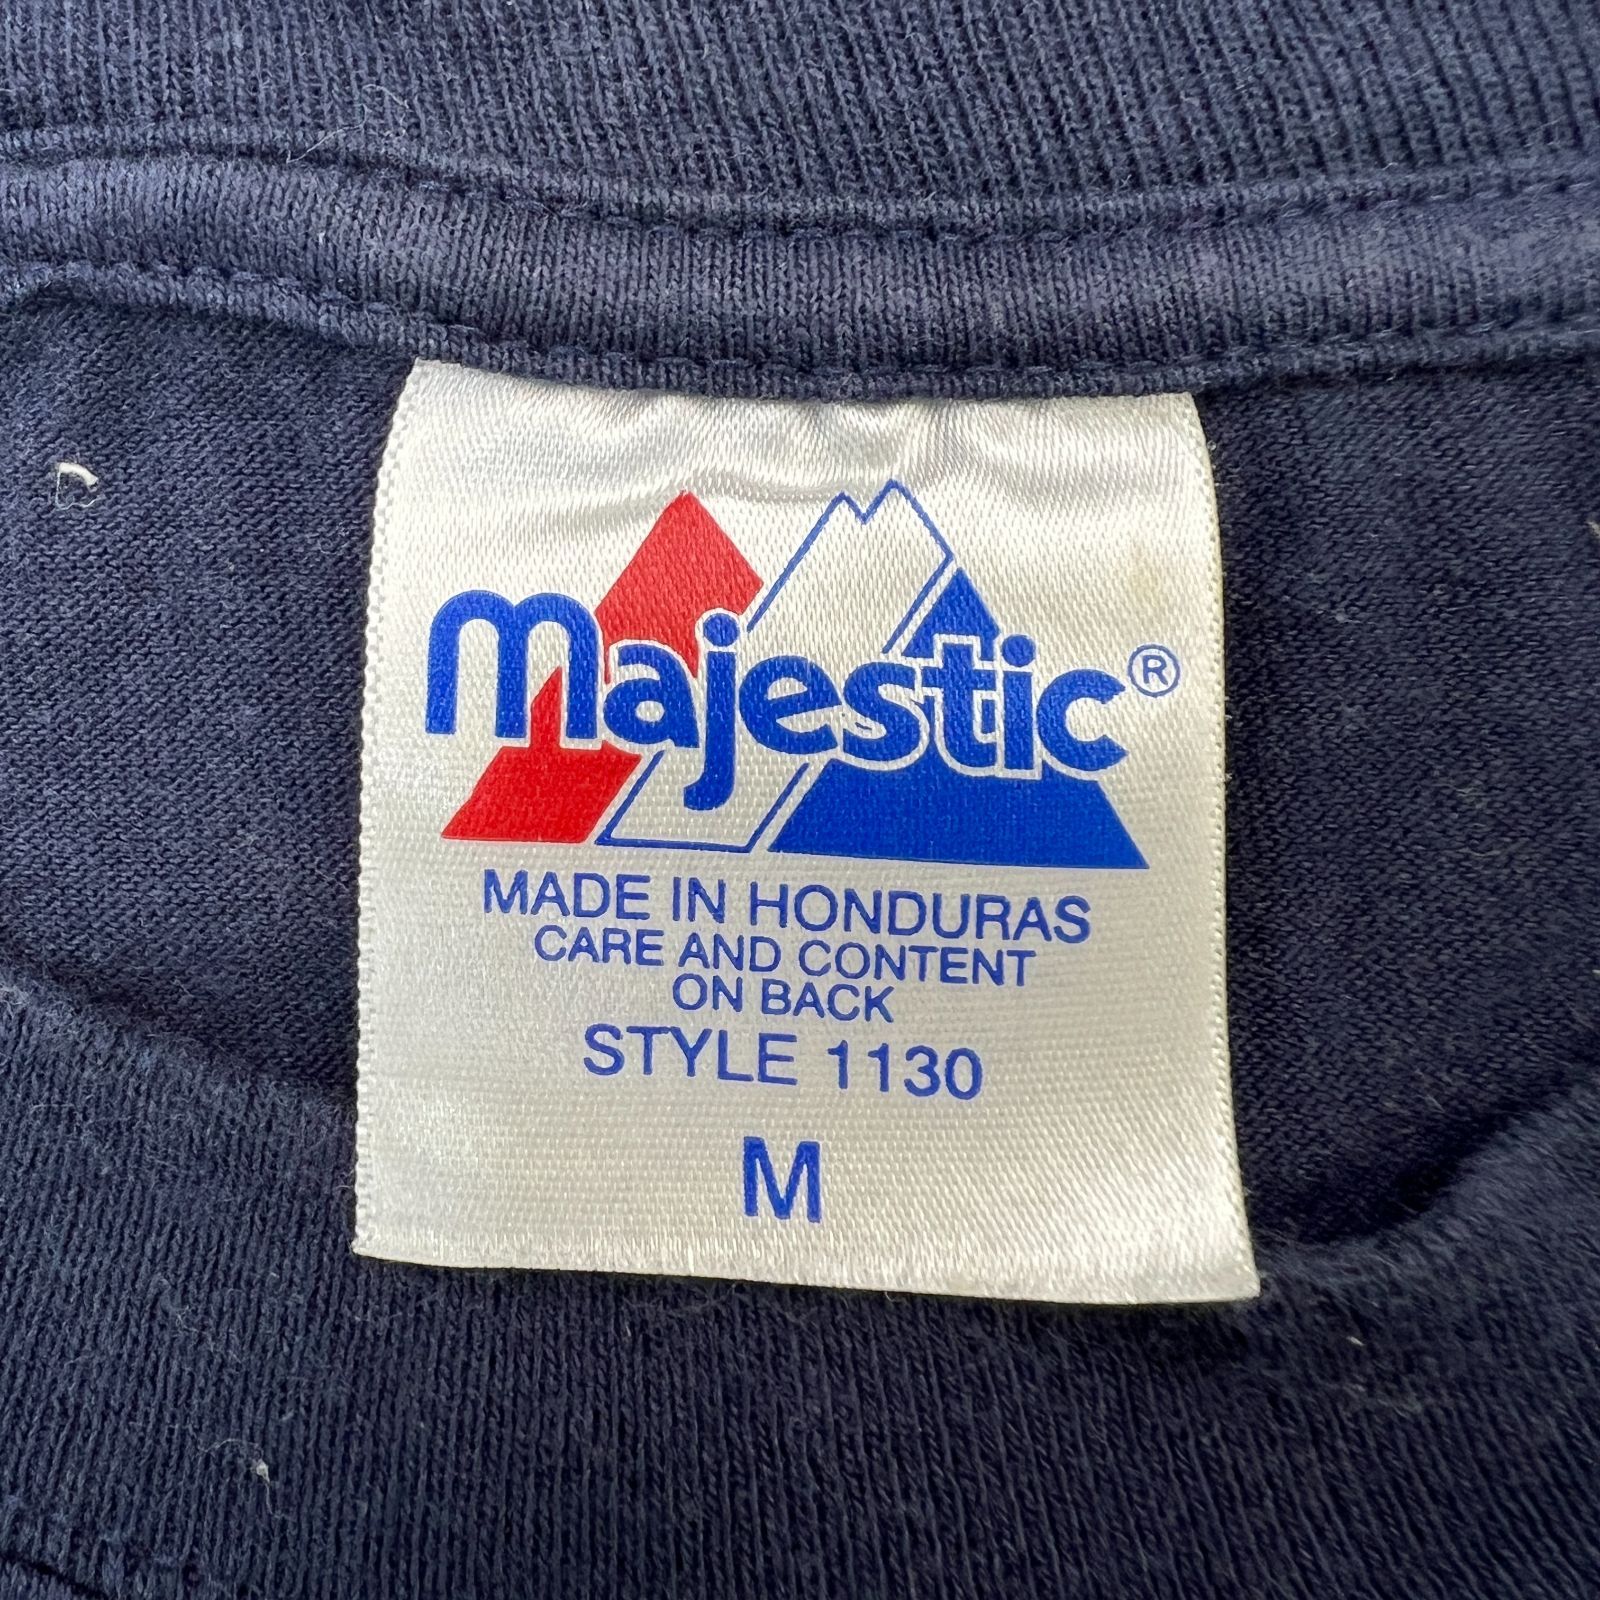 majestic®
MADE IN HONDURAS
CARE AND CONTENT
ON BACK
STYLE 1130
M